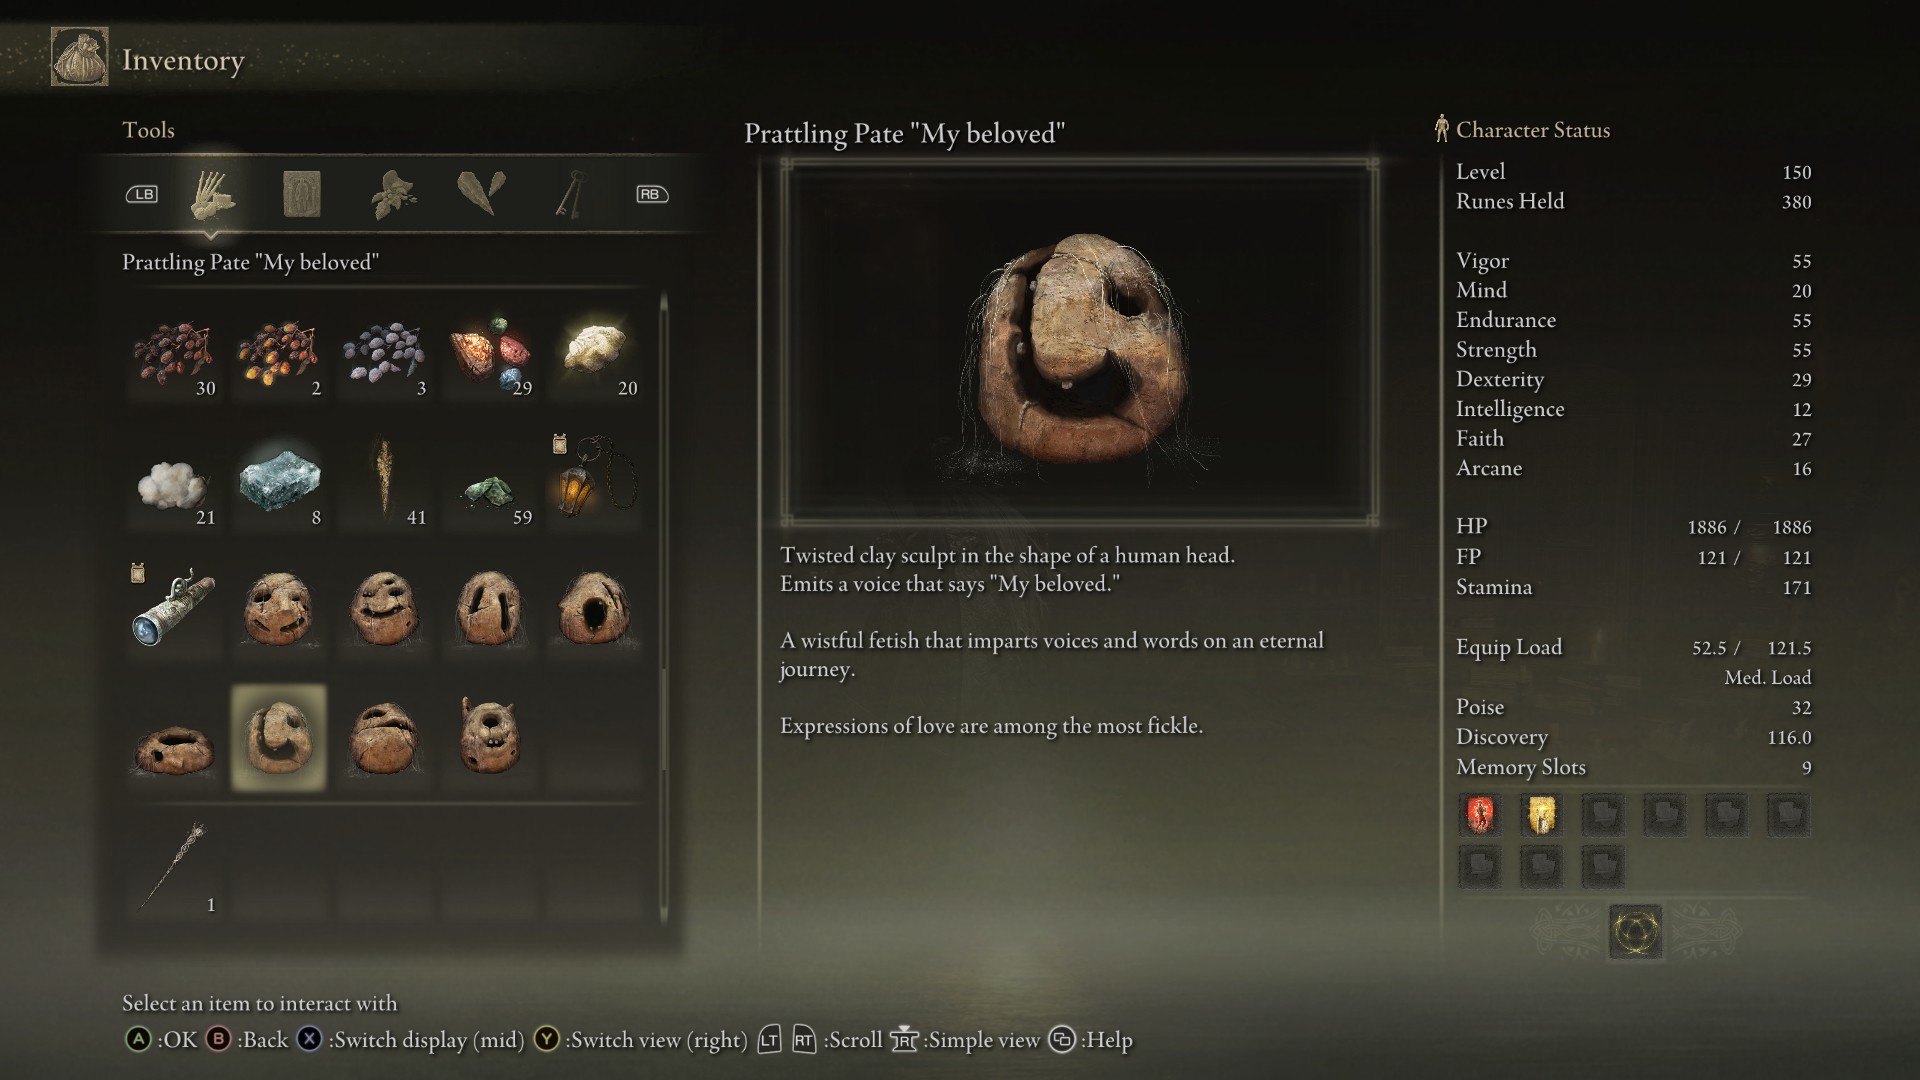 Inventory
Tools
LB
RB
Prattling Pate "My beloved"
30
2
3
29
20
21
8
41
59
1
Prattling Pate "My beloved"
Twisted clay sculpt in the shape of a human head.
Emits a voice that says "My beloved."
A wistful fetish that imparts voices and words on an eternal
journey.
Expressions of love are among the most fickle.
Character Status
Level 150
Runes Held 380
Vigor 55
Mind 20
Endurance 55
Strength 55
Dexterity 29
Intelligence 12
Faith 27
Arcane 16
HP 1886 / 1886
FP 121 / 121
Stamina 171
Equip Load 52.5 / 121.5
Med. Load
Poise 32
Discovery 116.0
Memory Slots 9
Select an item to interact with
A :OK B :Back X :Switch display (mid) Y :Switch view (right) LT RT :Scroll R :Simple view :Help